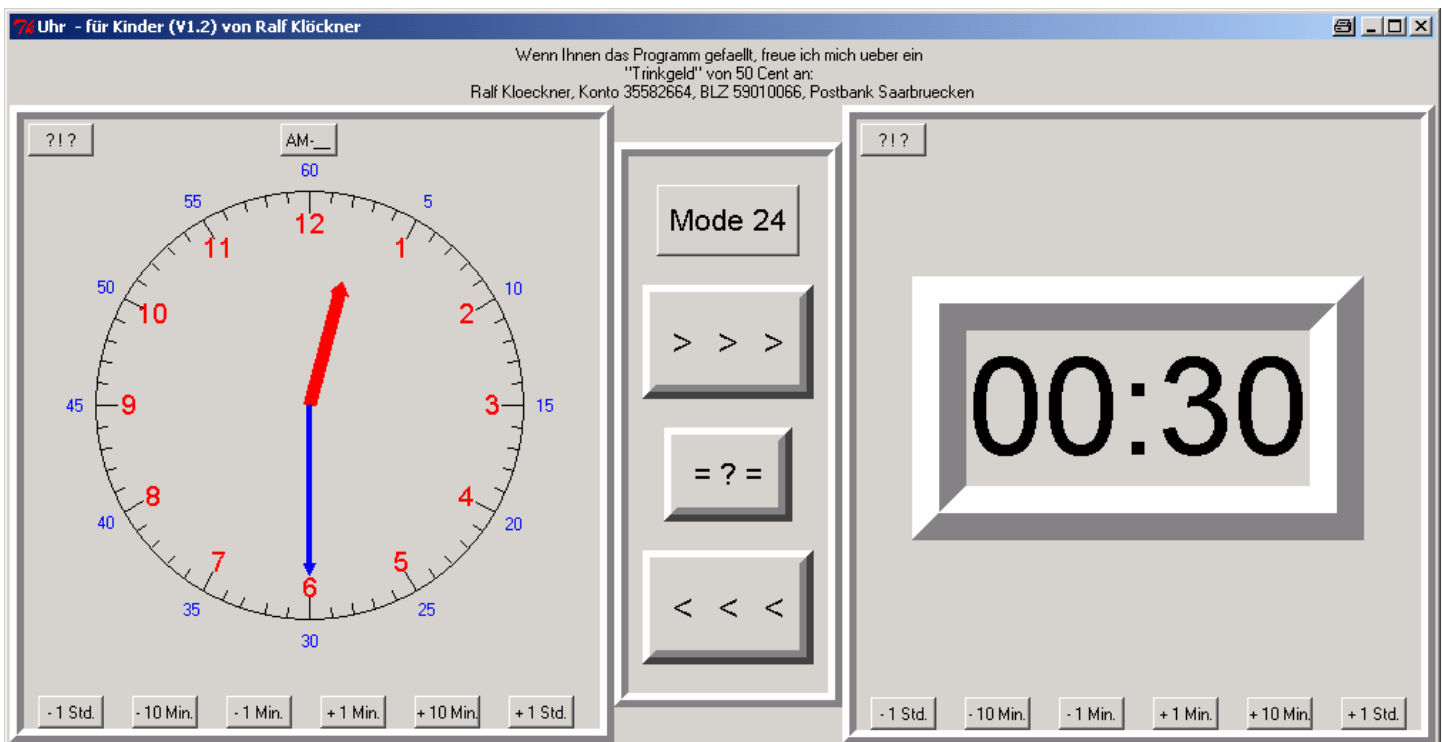 Uhr - für Kinder (V1.2) von Ralf Klöckner
Wenn Ihnen das Programm gefaellt, freue ich mich ueber ein
"Trinkgeld" von 50 Cent an:
Ralf Kloeckner, Konto 35582664, BLZ 59010066, Postbank Saarbruecken
? ! ?
AM-__
60
5
10
15
20
25
30
35
40
45
50
55
12
1
2
3
4
5
6
7
8
9
10
11
- 1 Std.
- 10 Min.
- 1 Min.
+ 1 Min.
+ 10 Min.
+ 1 Std.
Mode 24
> > >
= ? =
< < <
? ! ?
00:30
- 1 Std.
- 10 Min.
- 1 Min.
+ 1 Min.
+ 10 Min.
+ 1 Std.